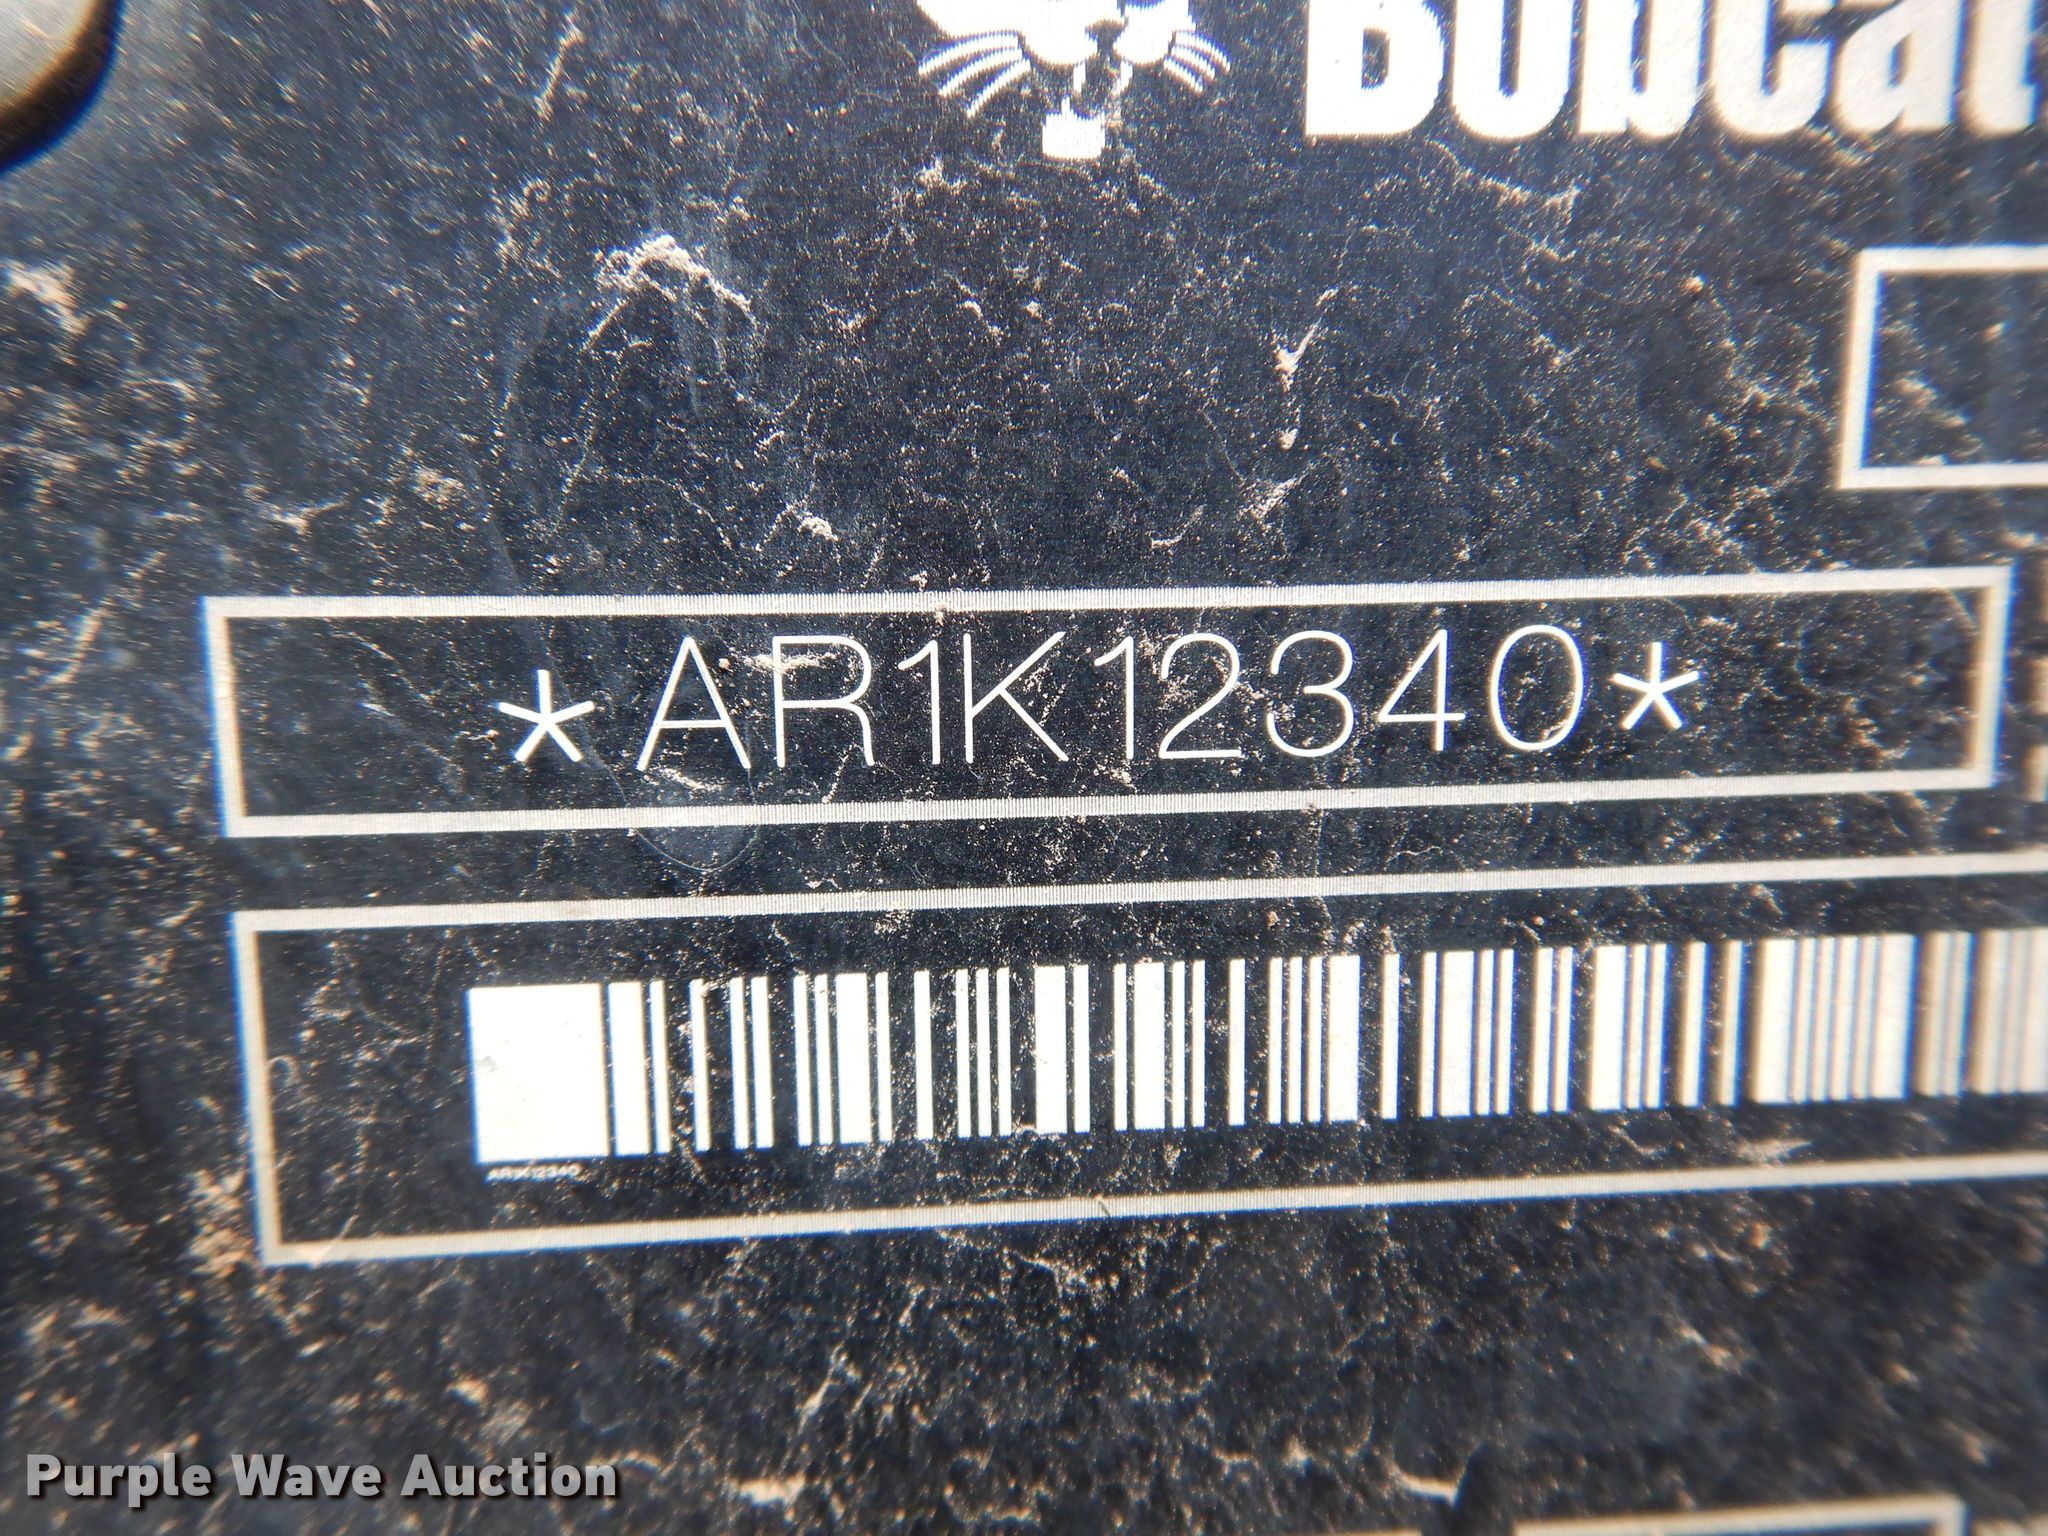 Bobcat
*AR1K12340*
AR1K12340
Purple Wave Auction